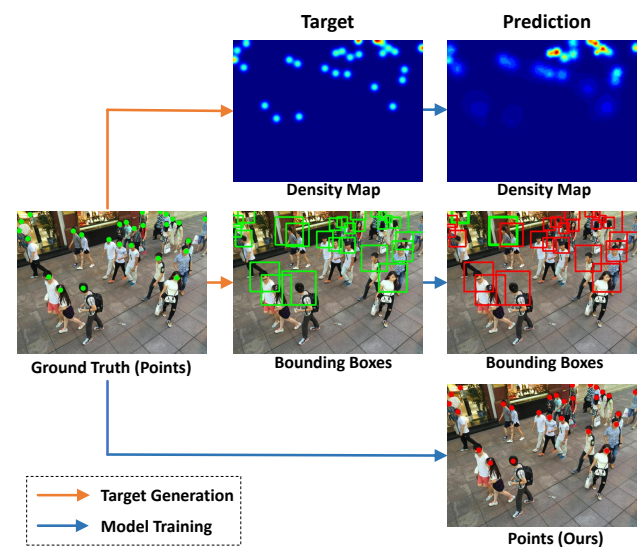 Target
Prediction
Density Map
Density Map
Ground Truth (Points)
Bounding Boxes
Bounding Boxes
Target Generation
Model Training
Points (Ours)